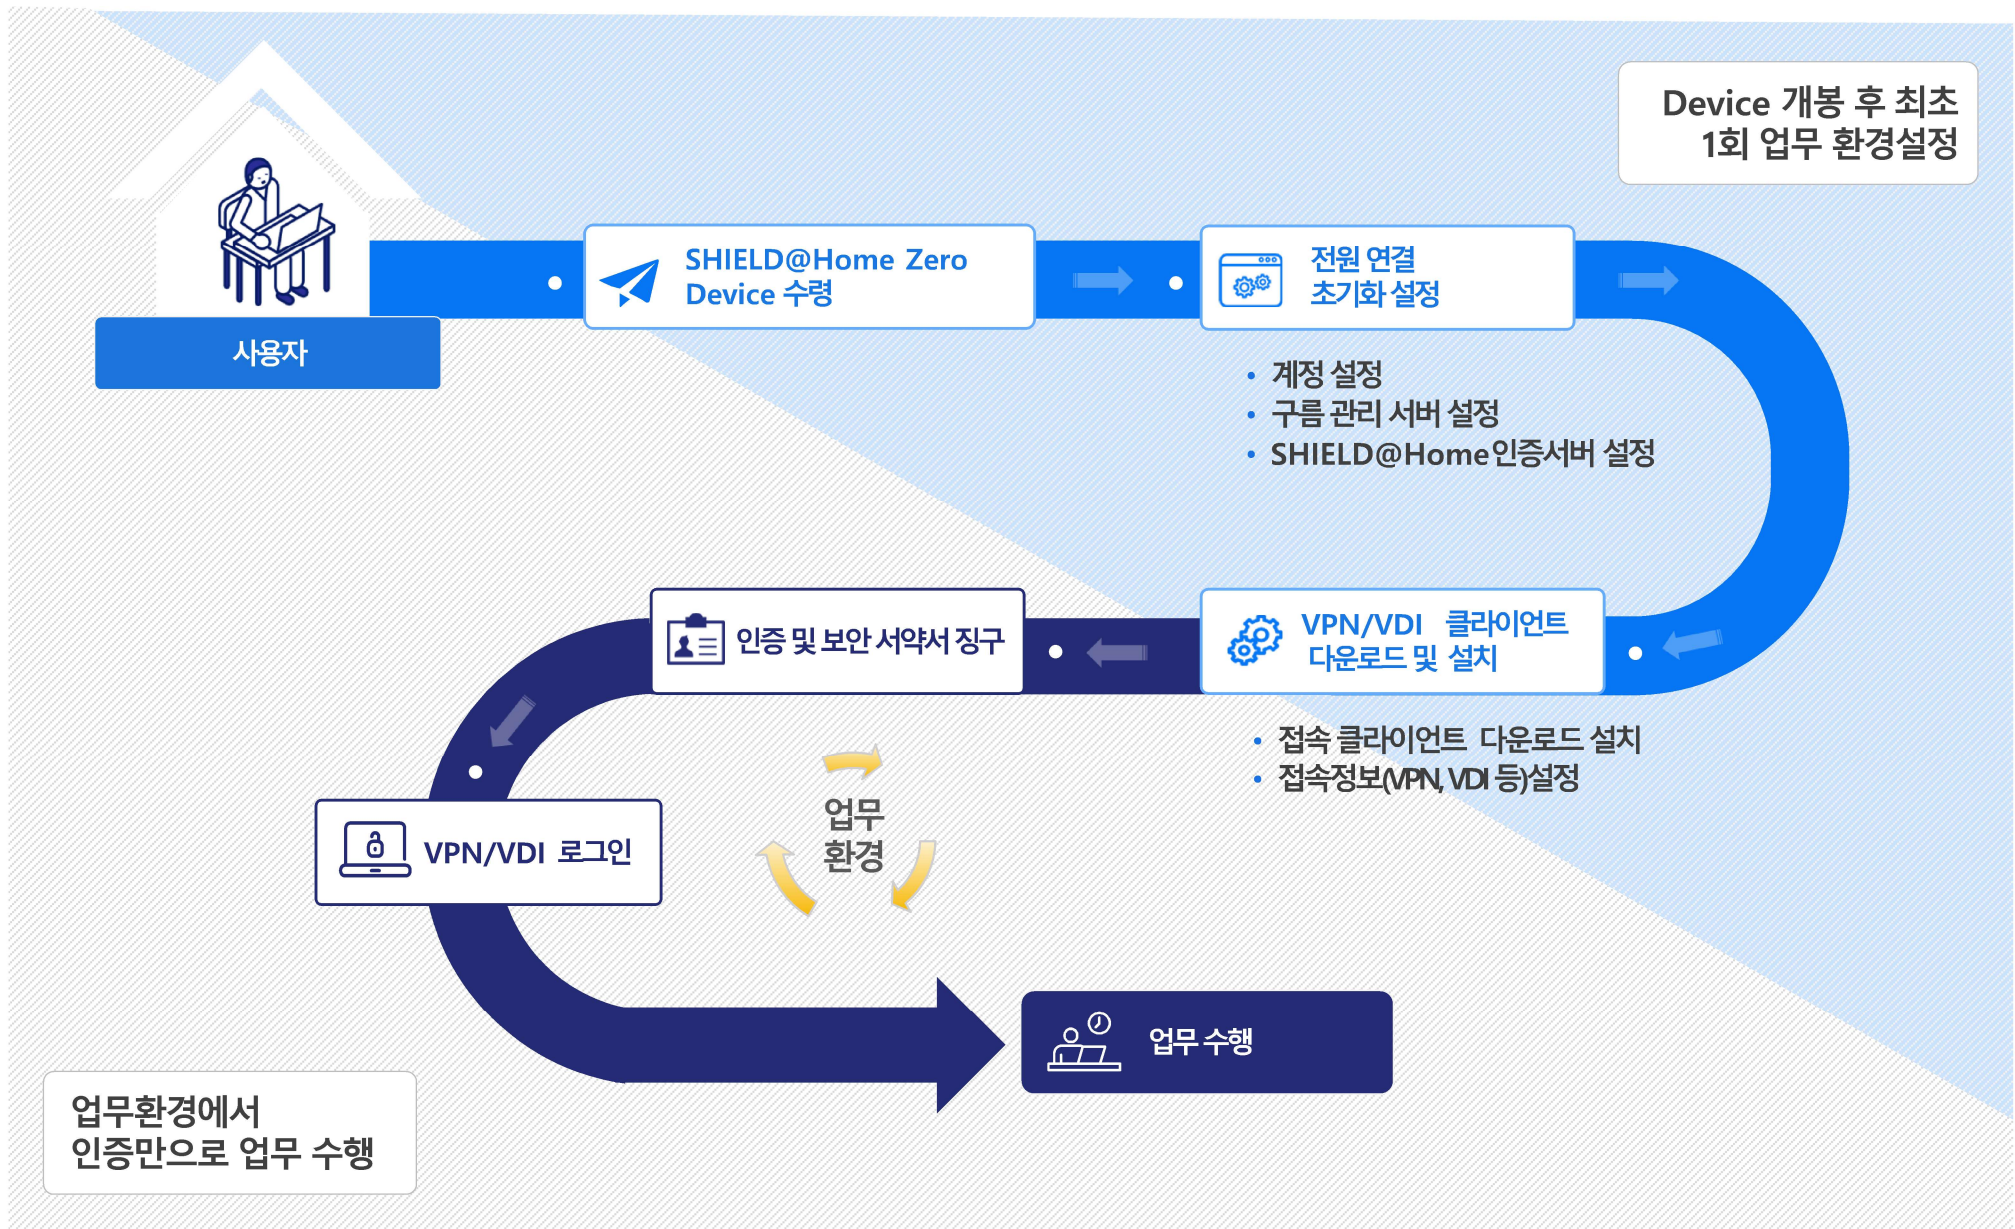 Device 개봉 후 최초
1회 업무 환경설정
사용자
SHIELD@Home Zero
Device 수령
전원 연결
초기화 설정
• 계정 설정
• 구름 관리 서버 설정
• SHIELD@Home인증서버 설정
VPN/VDI 클라이언트
다운로드 및 설치
• 접속 클라이언트 다운로드 설치
• 접속정보(VPN, VDI 등)설정
인증 및 보안 서약서 징구
VPN/VDI 로그인
업무
환경
업무 수행
업무환경에서
인증만으로 업무 수행